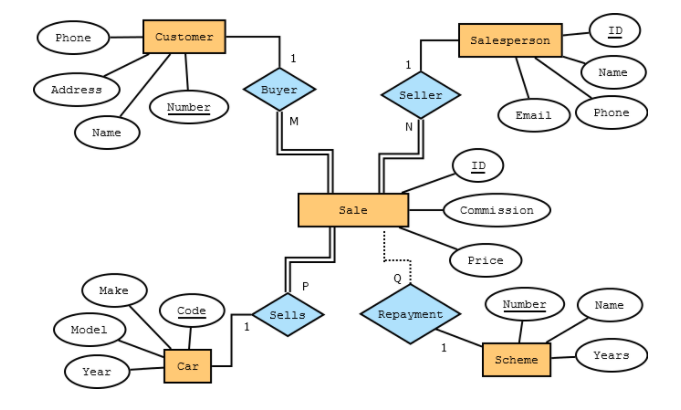 Customer
Phone
Address
Name
Number
1
Buyer
M
Salesperson
ID
Name
Phone
Email
1
Seller
N
Sale
ID
Commission
Price
P
Sells
1
Make
Code
Model
Year
Car
Q
Repayment
1
Number
Name
Years
Scheme